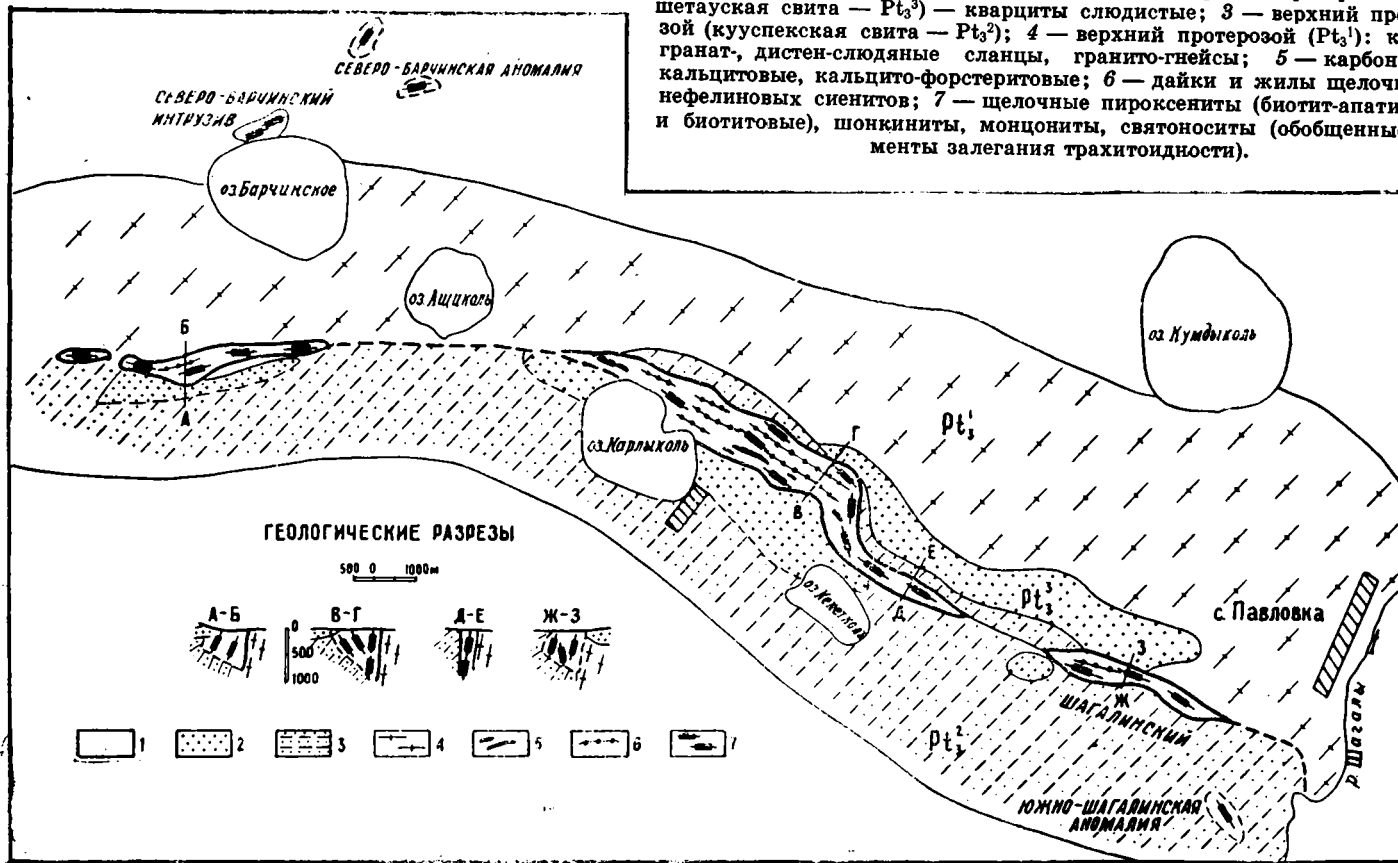 шетауская свита — Pt₃³) — кварциты слюдистые; 3 — верхний про
зой (кууспекская свита — Pt₃²); 4 — верхний протерозой (Pt₃¹): к
гранат-, дистен-слюдяные сланцы, гранито-гнейсы; 5 — карбон
кальцитовые, кальцито-форстеритовые; 6 — дайки и жилы щелоч
нефелиновых сиенитов; 7 — щелочные пироксениты (биотит-апати
и биотитовые), шонкиниты, монцониты, святоноситы (обобщенны
менты залегания трахитоидности).
СЕВЕРО-БАРЧИНСКАЯ АНОМАЛИЯ
СЕВЕРО-БАРЧИНСКИЙ
ИНТРУЗИВ
оз.Барчинское
оз.Ащиколь
оз.Кумдыколь
Б
А
оз.Карлыколь
Pt₃¹
Г
В
Е
Д
оз.Кекетколь
Pt₃³
с. Павловка
З
Ж
ШАГАЛИНСКИЙ
Pt₃²
р. Шагалы
ЮЖНО-ШАГАЛИНСКАЯ
АНОМАЛИЯ
ГЕОЛОГИЧЕСКИЕ РАЗРЕЗЫ
500 0 1000м
А-Б В-Г Д-Е Ж-З
0
500
1000
1 2 3 4 5 6 7